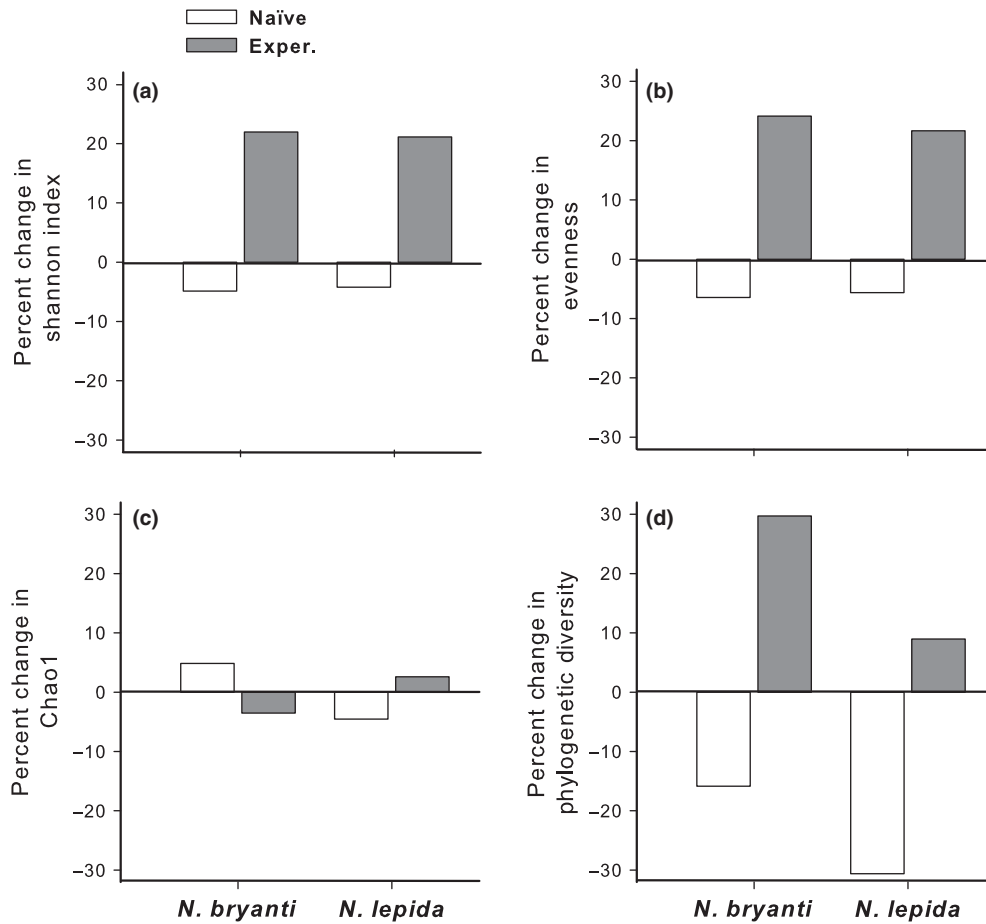 Naïve
Exper.
(a)
30
20
10
0
–10
–20
–30
Percent change in
shannon index
(b)
30
20
10
0
–10
–20
–30
Percent change in
evenness
(c)
30
20
10
0
–10
–20
–30
Percent change in
Chao1
N. bryanti N. lepida
(d)
30
20
10
0
–10
–20
–30
Percent change in
phylogenetic diversity
N. bryanti N. lepida